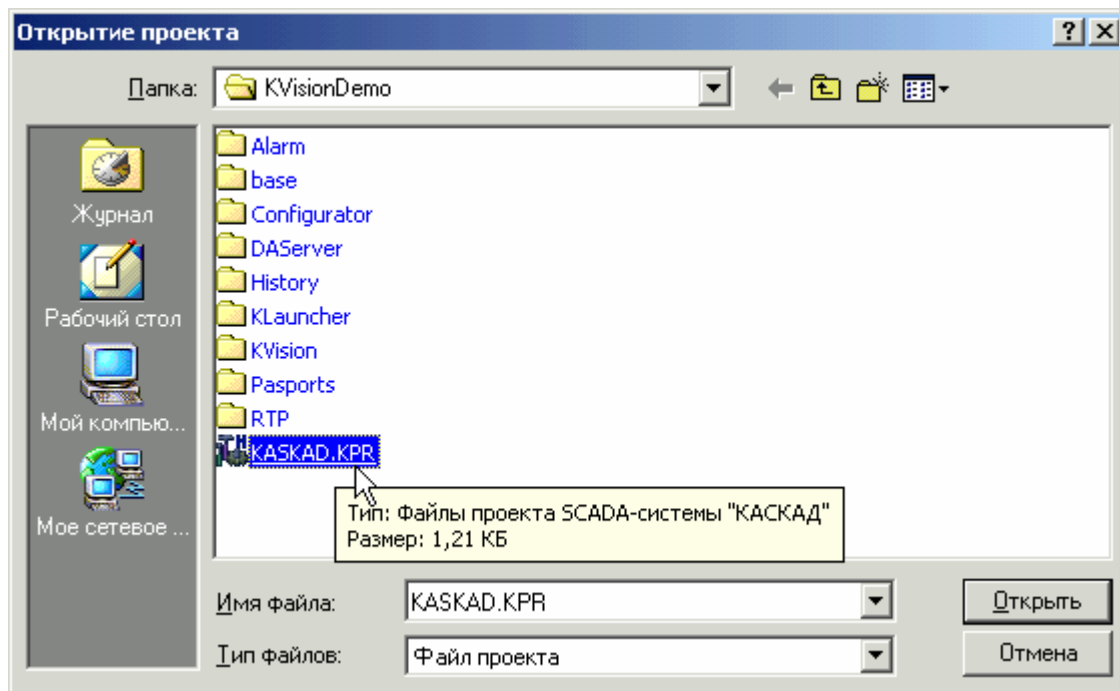 Открытие проекта
Папка: KVisionDemo
Журнал
Рабочий стол
Мой компью...
Мое сетевое ...
Alarm
base
Configurator
DAServer
History
KLauncher
KVision
Pasports
RTP
KASKAD.KPR
Тип: Файлы проекта SCADA-системы "КАСКАД"
Размер: 1,21 КБ
Имя файла: KASKAD.KPR Открыть
Тип файлов: Файл проекта Отмена